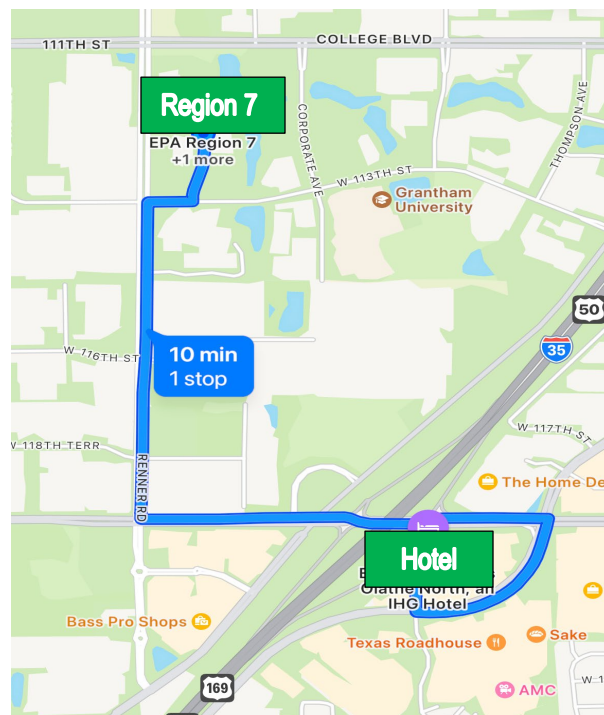 111TH ST
COLLEGE BLVD
Region 7
EPA Region 7
+1 more
CORPORATE AVE
THOMPSON AVE
W 113TH ST
Grantham
University
50
35
10 min
1 stop
W 116TH ST
W 117TH ST
W 118TH TERR
RENNER RD
The Home De
Hotel
Olathe North, an
IHG Hotel
Bass Pro Shops
Texas Roadhouse
Sake
169
AMC
W 1